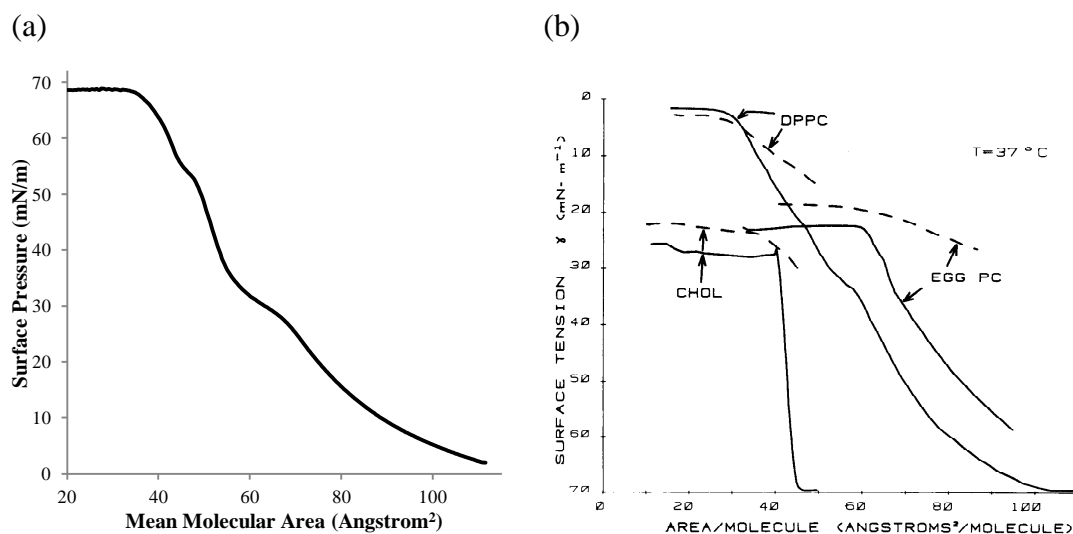 (a)
(b)
70
60
50
40
30
20
10
0
20
40
60
80
100
Surface Pressure (mN/m)
Mean Molecular Area (Angstrom²)
0
10
20
30
40
50
60
70
0
20
40
60
80
100
SURFACE TENSION γ (mN-m⁻¹)
AREA/MOLECULE (ANGSTROMS²/MOLECULE)
DPPC
T=37 °C
EGG PC
CHOL